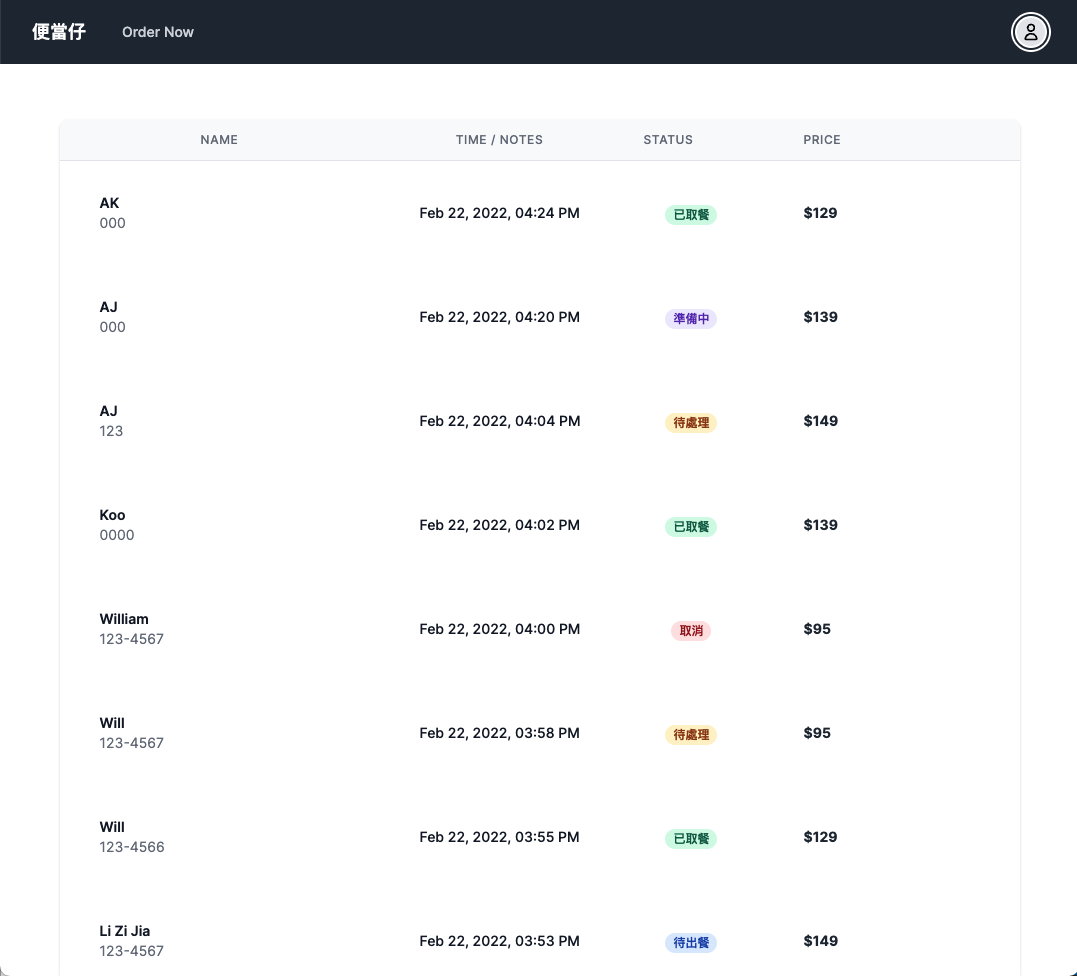 便當仔 Order Now
NAME TIME / NOTES STATUS PRICE
AK
000
Feb 22, 2022, 04:24 PM 已取餐 $129
AJ
000
Feb 22, 2022, 04:20 PM 準備中 $139
AJ
123
Feb 22, 2022, 04:04 PM 待處理 $149
Koo
0000
Feb 22, 2022, 04:02 PM 已取餐 $139
William
123-4567
Feb 22, 2022, 04:00 PM 取消 $95
Will
123-4567
Feb 22, 2022, 03:58 PM 待處理 $95
Will
123-4566
Feb 22, 2022, 03:55 PM 已取餐 $129
Li Zi Jia
123-4567
Feb 22, 2022, 03:53 PM 待出餐 $149